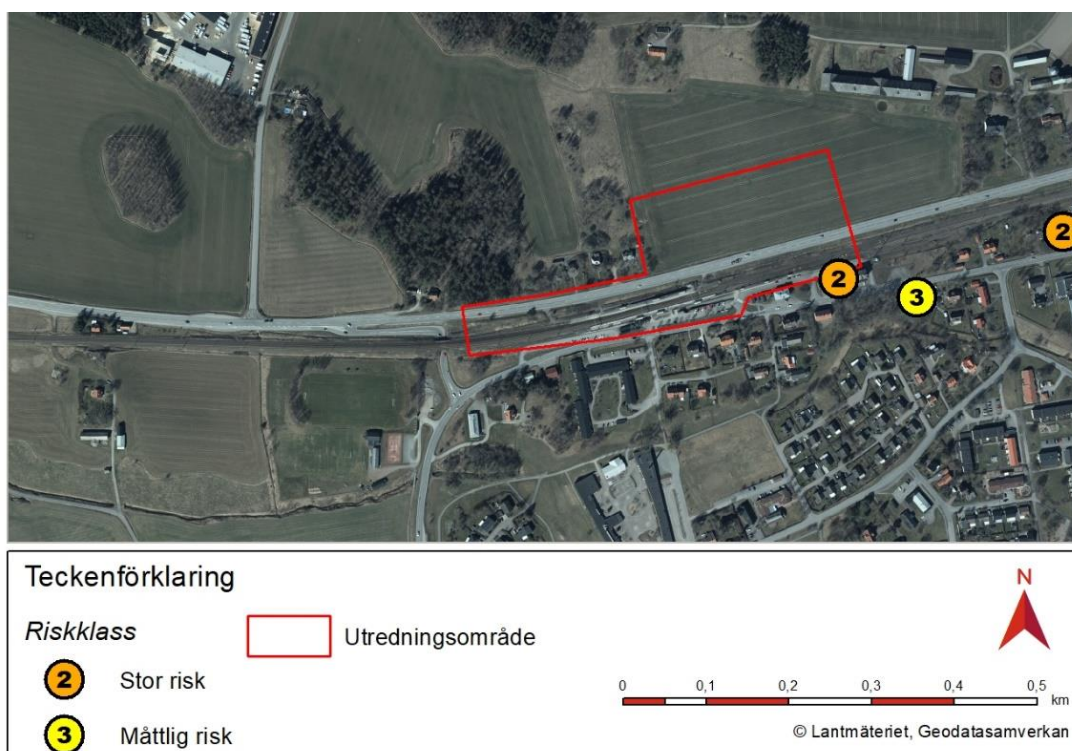 2
2
3
Teckenförklaring
N
Riskklass
Utredningsområde
2 Stor risk
0 0,1 0,2 0,3 0,4 0,5
km
3 Måttlig risk
© Lantmäteriet, Geodatasamverkan